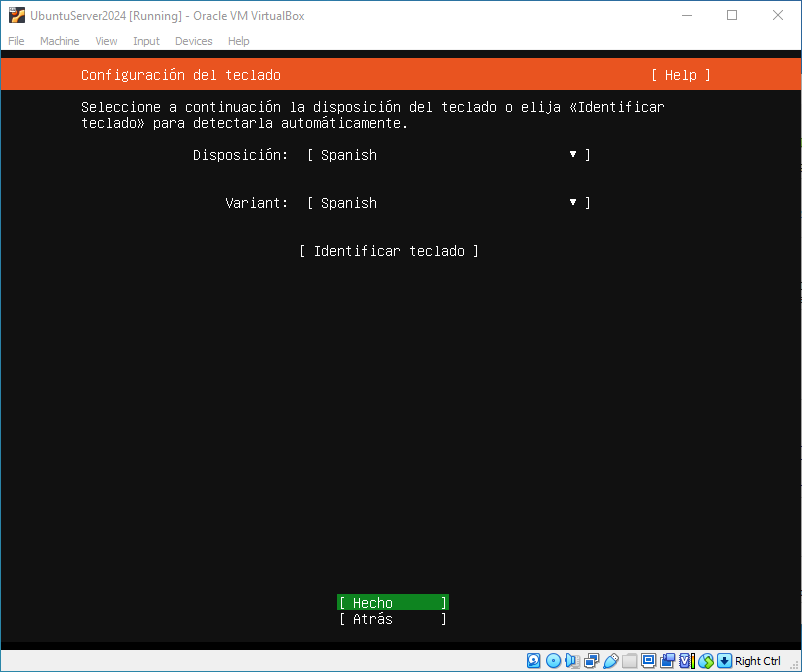 UbuntuServer2024 [Running] - Oracle VM VirtualBox
File Machine View Input Devices Help
Configuración del teclado [ Help ]
Seleccione a continuación la disposición del teclado o elija «Identificar
teclado» para detectarla automáticamente.
Disposición: [ Spanish ▼ ]
Variant: [ Spanish ▼ ]
[ Identificar teclado ]
[ Hecho ]
[ Atrás ]
Right Ctrl